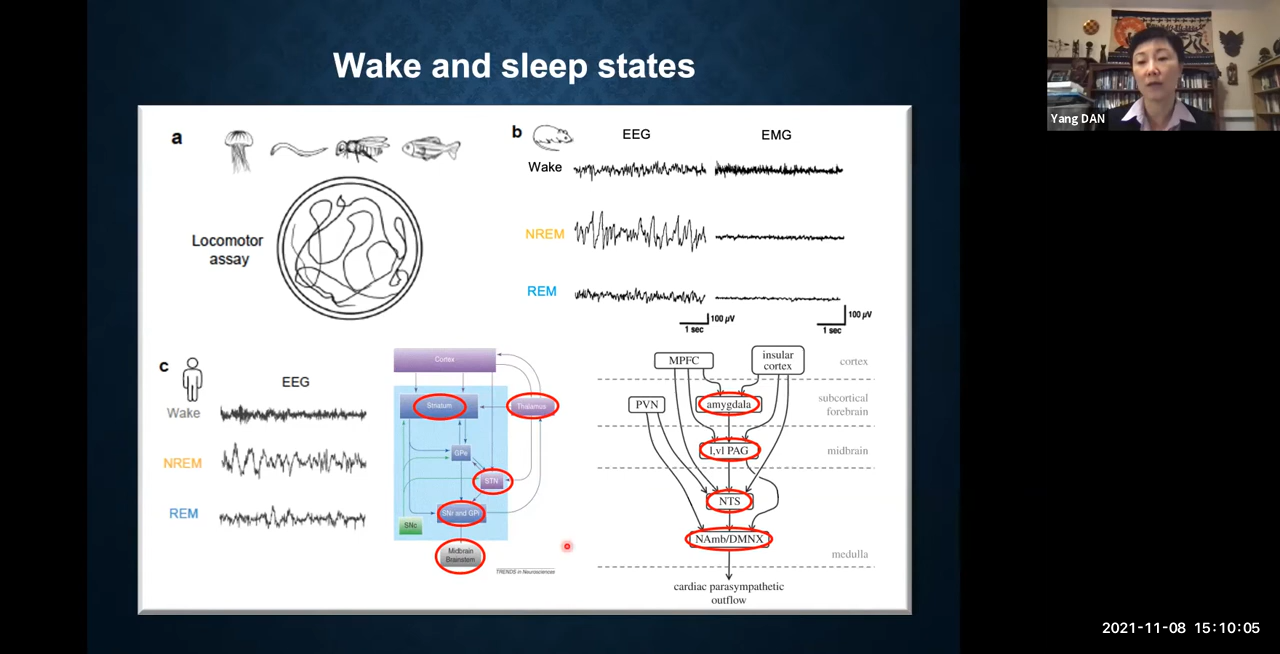 Wake and sleep states
Yang DAN
a
Locomotor
assay
b
EEG
EMG
Wake
NREM
REM
100 µV
1 sec
100 µV
1 sec
c
EEG
Wake
NREM
REM
Cortex
Striatum
Thalamus
GPe
STN
SNr and GPi
SNc
Midbrain
Brainstem
TRENDS in Neurosciences
MPFC
insular
cortex
cortex
PVN
amygdala
subcortical
forebrain
l,vl PAG
midbrain
NTS
NAmb/DMNX
medulla
cardiac parasympathetic
outflow
2021-11-08 15:10:05